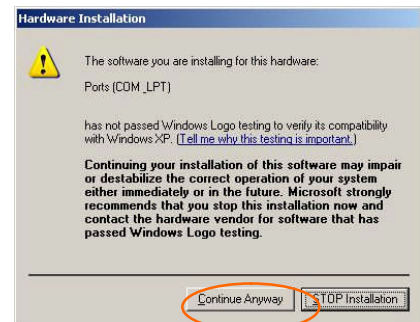 Hardware Installation
The software you are installing for this hardware:
Ports (COM_LPT)
has not passed Windows Logo testing to verify its compatibility
with Windows XP. (Tell me why this testing is important.)
Continuing your installation of this software may impair
or destabilize the correct operation of your system
either immediately or in the future. Microsoft strongly
recommends that you stop this installation now and
contact the hardware vendor for software that has
passed Windows Logo testing.
Continue Anyway
STOP Installation